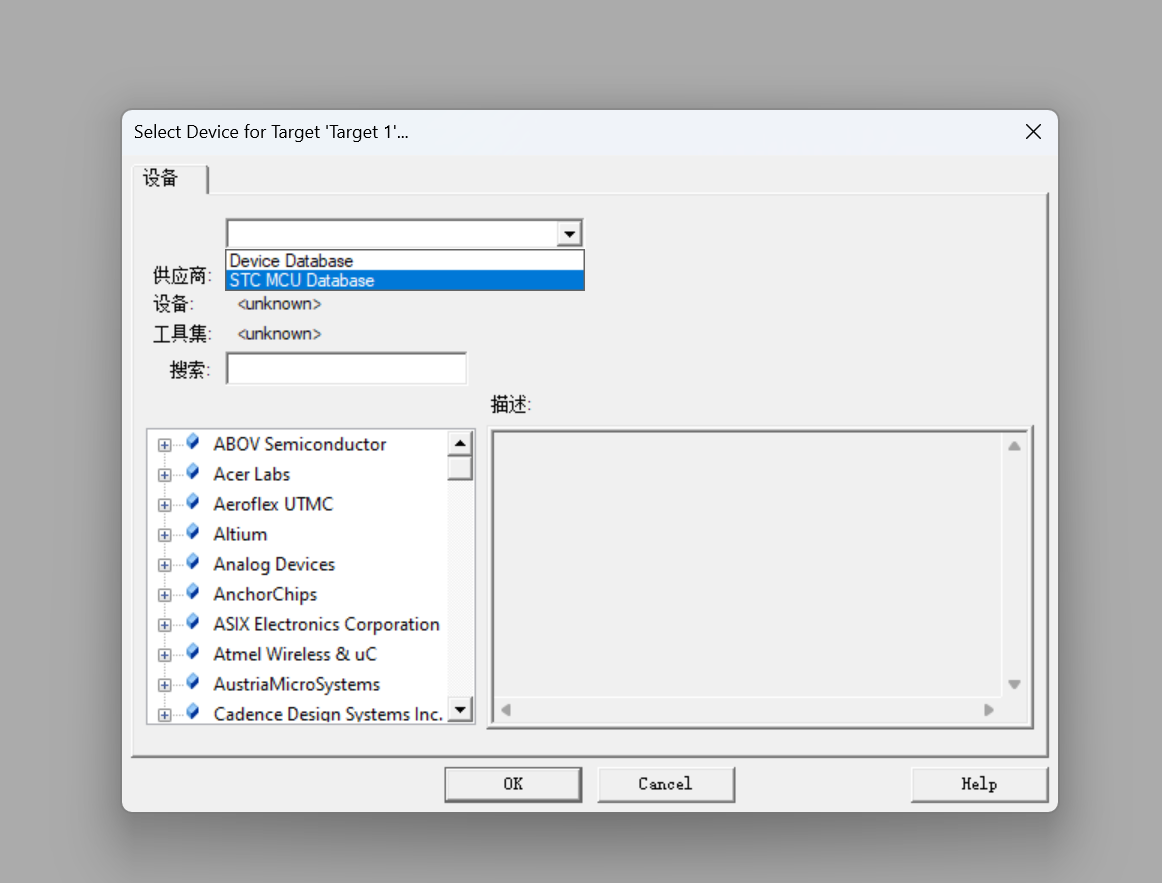 Select Device for Target 'Target 1'...
设备
Device Database
STC MCU Database
供应商:
设备: <unknown>
工具集: <unknown>
搜索:
描述:
ABOV Semiconductor
Acer Labs
Aeroflex UTMC
Altium
Analog Devices
AnchorChips
ASIX Electronics Corporation
Atmel Wireless & uC
AustriaMicroSystems
Cadence Design Systems Inc.
OK Cancel Help